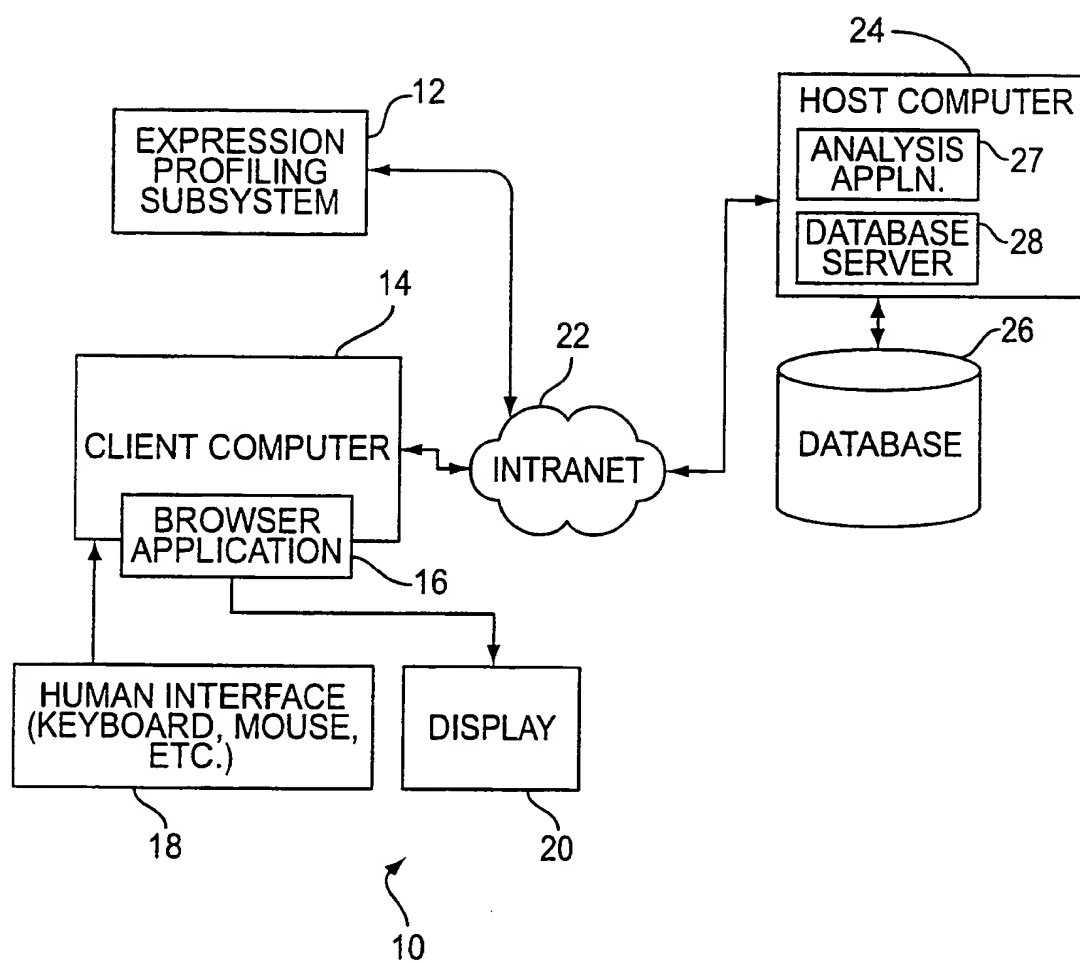 24
HOST COMPUTER
12
EXPRESSION
PROFILING
SUBSYSTEM
ANALYSIS
APPLN.
27
DATABASE
SERVER
28
14
22
26
CLIENT COMPUTER
INTRANET
DATABASE
BROWSER
APPLICATION
16
HUMAN INTERFACE
(KEYBOARD, MOUSE,
ETC.)
DISPLAY
18
20
10